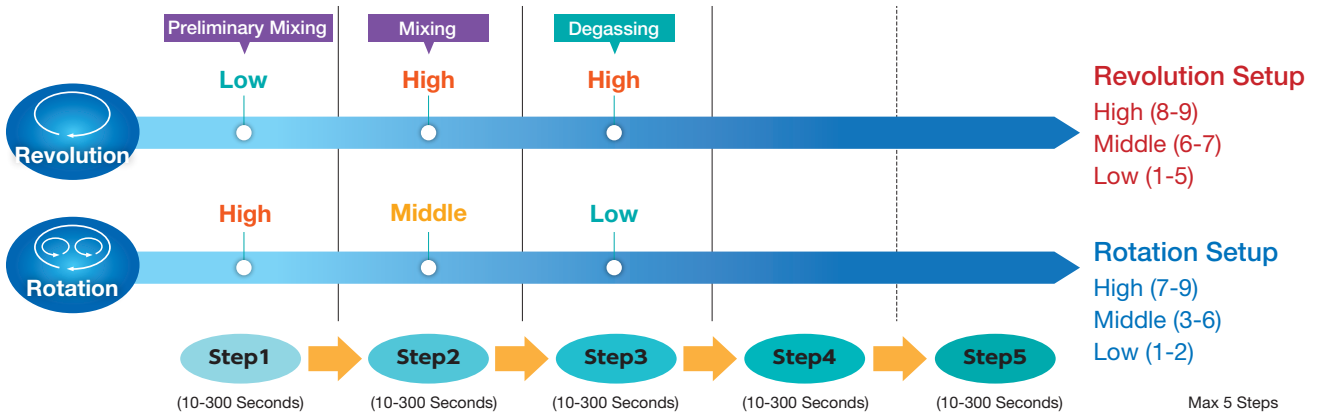 Preliminary Mixing
Mixing
Degassing
Low
High
High
Revolution
High
Middle
Low
Rotation
Revolution Setup
High (8-9)
Middle (6-7)
Low (1-5)
Rotation Setup
High (7-9)
Middle (3-6)
Low (1-2)
Step1
Step2
Step3
Step4
Step5
(10-300 Seconds)
(10-300 Seconds)
(10-300 Seconds)
(10-300 Seconds)
(10-300 Seconds)
Max 5 Steps